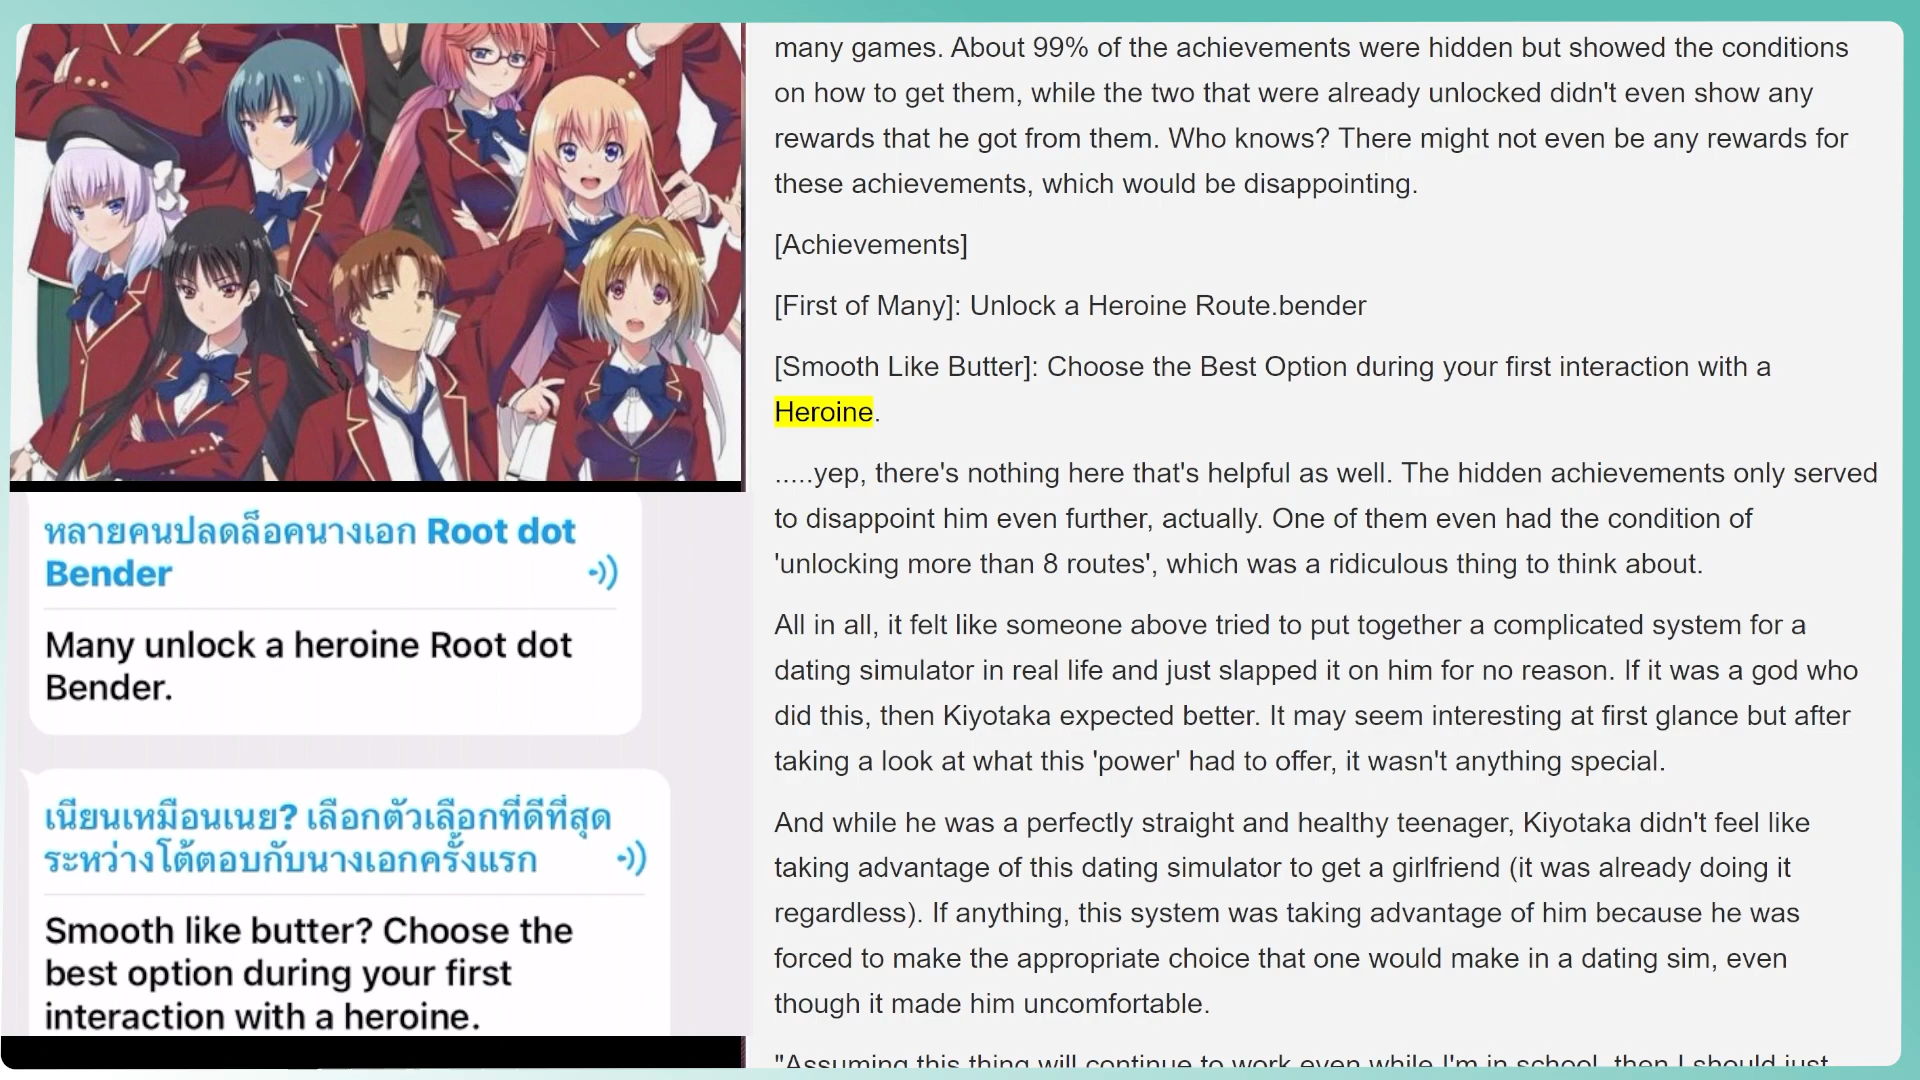 หลายคนปลดล็อคนางเอก Root dot
Bender
Many unlock a heroine Root dot
Bender.
เนียนเหมือนเนย? เลือกตัวเลือกที่ดีที่สุด
ระหว่างโต้ตอบกับนางเอกครั้งแรก
Smooth like butter? Choose the
best option during your first
interaction with a heroine.
many games. About 99% of the achievements were hidden but showed the conditions
on how to get them, while the two that were already unlocked didn't even show any
rewards that he got from them. Who knows? There might not even be any rewards for
these achievements, which would be disappointing.
[Achievements]
[First of Many]: Unlock a Heroine Route.bender
[Smooth Like Butter]: Choose the Best Option during your first interaction with a
Heroine.
.....yep, there's nothing here that's helpful as well. The hidden achievements only served
to disappoint him even further, actually. One of them even had the condition of
'unlocking more than 8 routes', which was a ridiculous thing to think about.
All in all, it felt like someone above tried to put together a complicated system for a
dating simulator in real life and just slapped it on him for no reason. If it was a god who
did this, then Kiyotaka expected better. It may seem interesting at first glance but after
taking a look at what this 'power' had to offer, it wasn't anything special.
And while he was a perfectly straight and healthy teenager, Kiyotaka didn't feel like
taking advantage of this dating simulator to get a girlfriend (it was already doing it
regardless). If anything, this system was taking advantage of him because he was
forced to make the appropriate choice that one would make in a dating sim, even
though it made him uncomfortable.
"Assuming this thing will continue to work even while I'm in school, then I should just